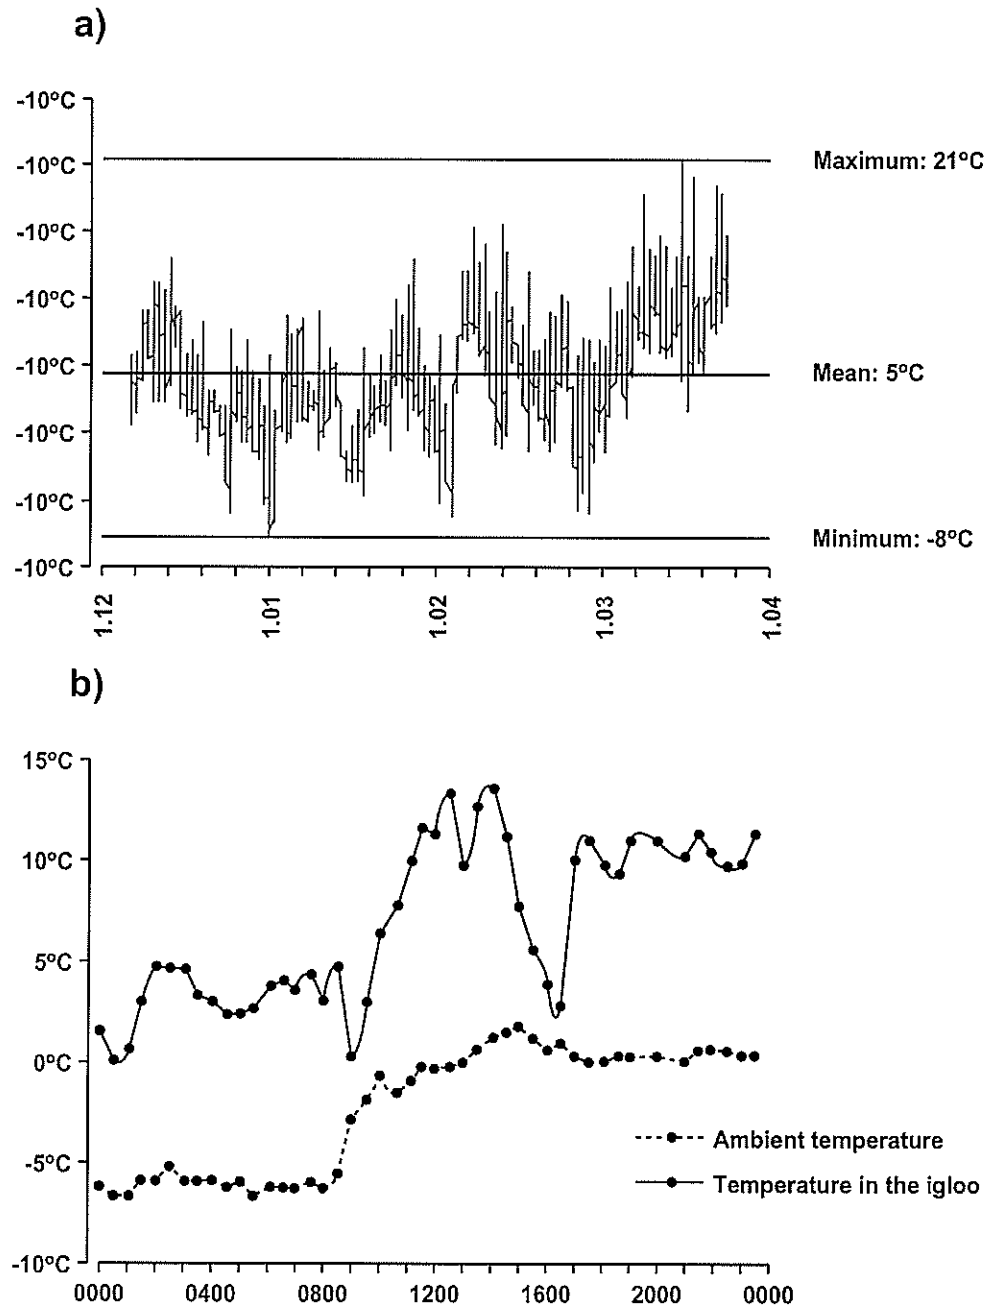 a)
-10°C
-10°C
Maximum: 21°C
-10°C
-10°C
-10°C
Mean: 5°C
-10°C
-10°C
Minimum: -8°C
-10°C
1.12
1.01
1.02
1.03
1.04
b)
15°C
10°C
5°C
0°C
-5°C
-10°C
Ambient temperature
Temperature in the igloo
0000 0400 0800 1200 1600 2000 0000